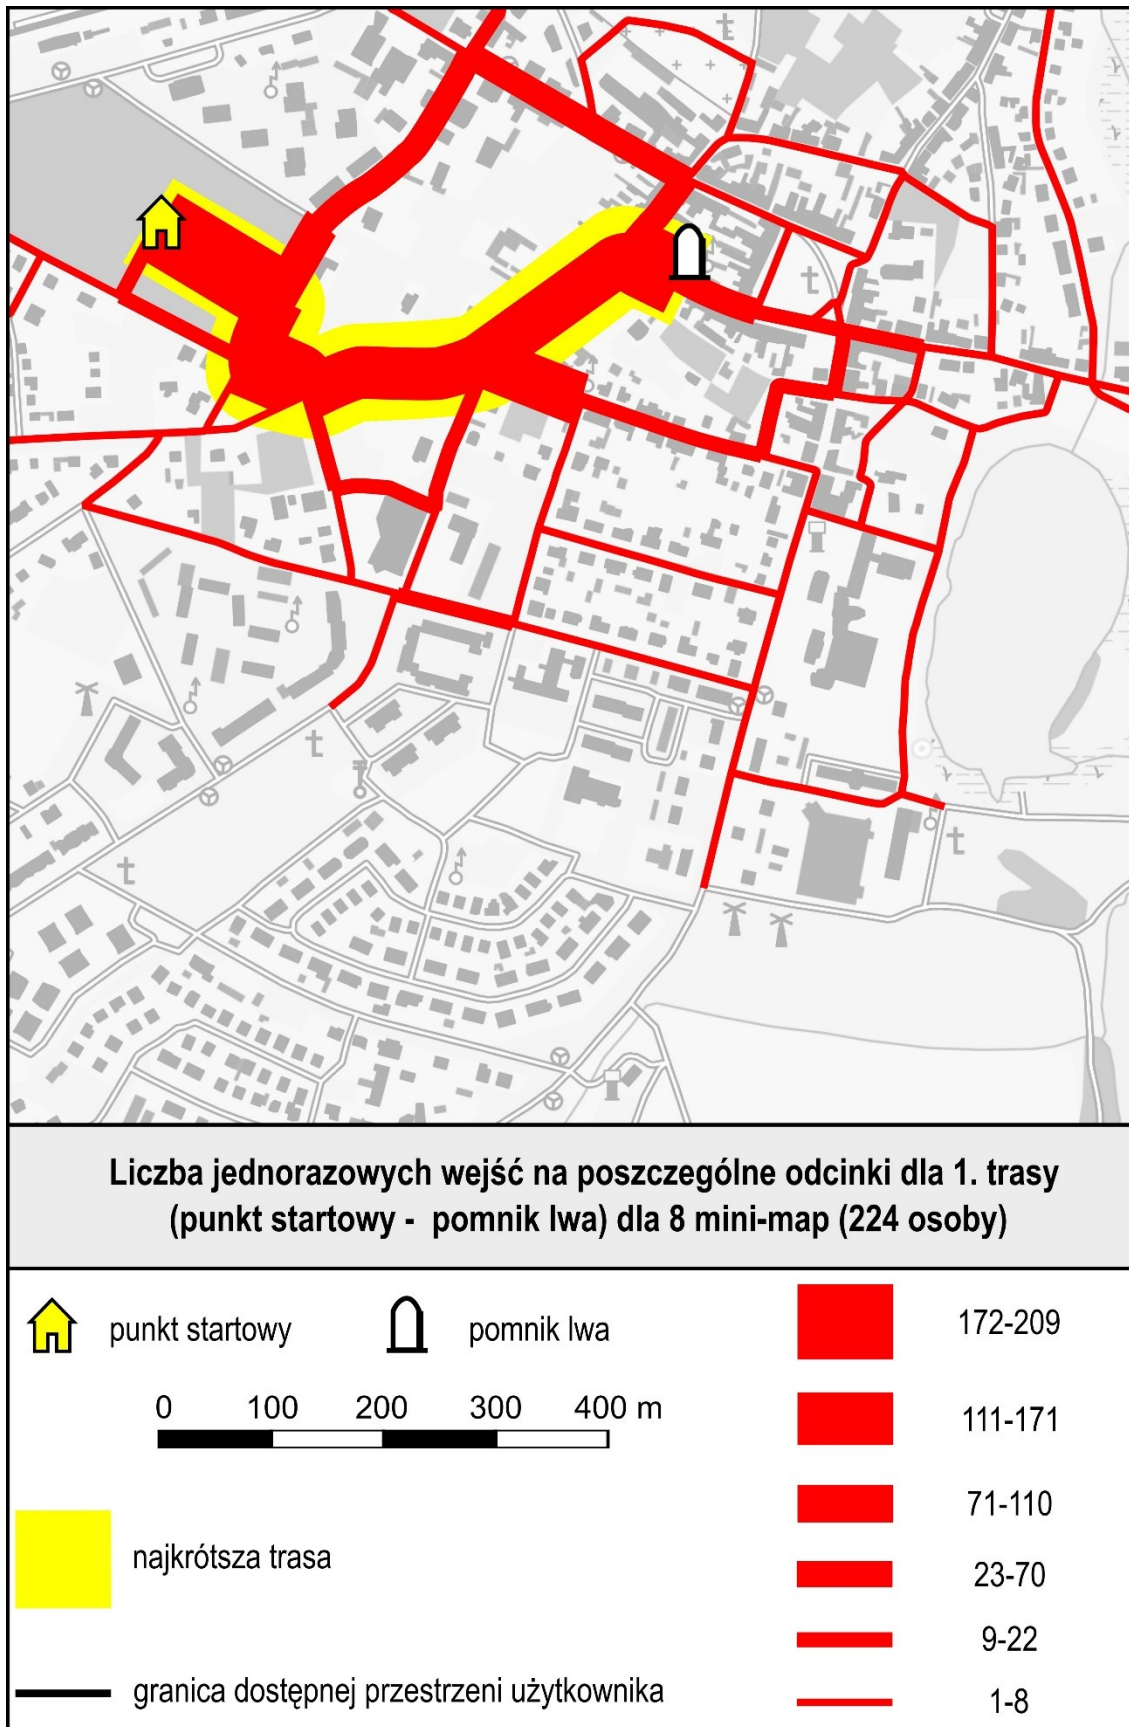 Liczba jednorazowych wejść na poszczególne odcinki dla 1. trasy
(punkt startowy - pomnik lwa) dla 8 mini-map (224 osoby)
punkt startowy
pomnik lwa
0 100 200 300 400 m
najkrótsza trasa
granica dostępnej przestrzeni użytkownika
172-209
111-171
71-110
23-70
9-22
1-8